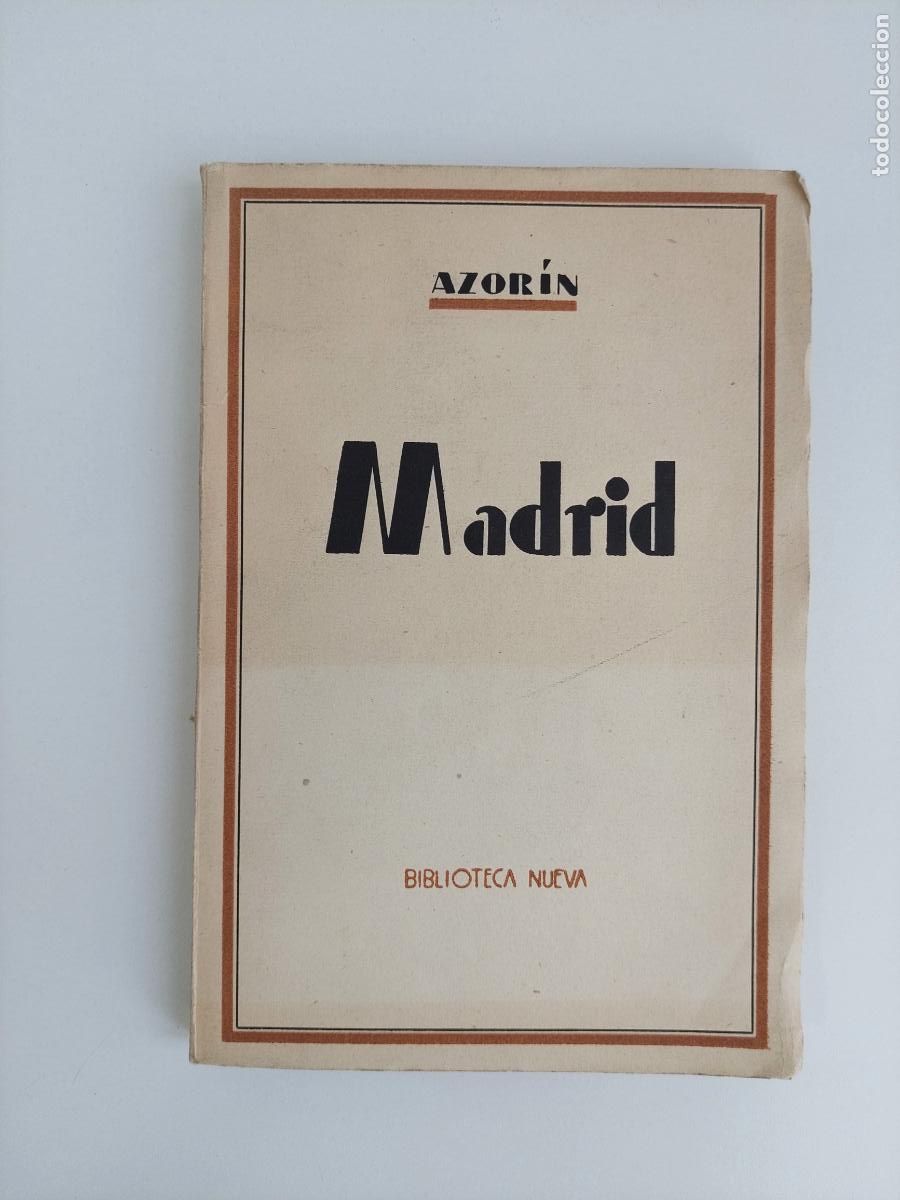 AZORÍN
Madrid
BIBLIOTECA NUEVA
todocoleccion